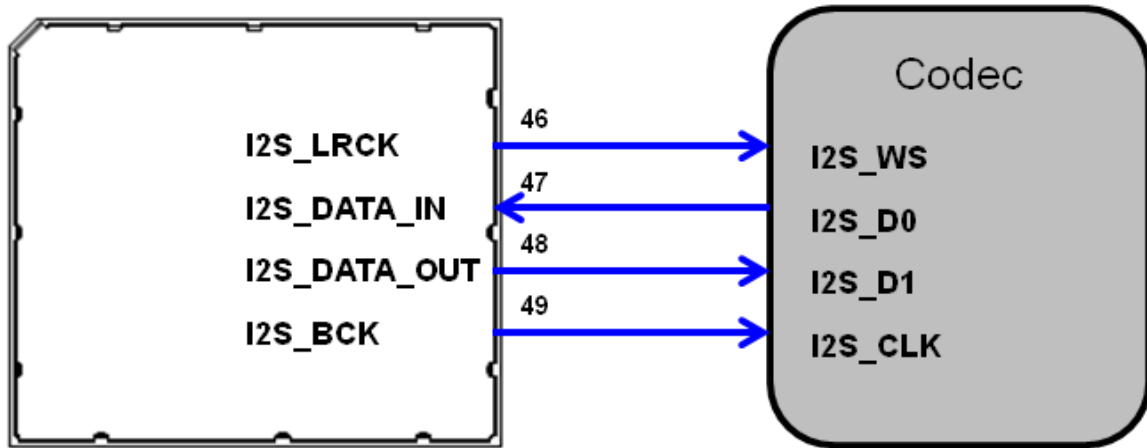 Codec
46
I2S_LRCK
I2S_WS
47
I2S_DATA_IN
I2S_D0
48
I2S_DATA_OUT
I2S_D1
49
I2S_BCK
I2S_CLK